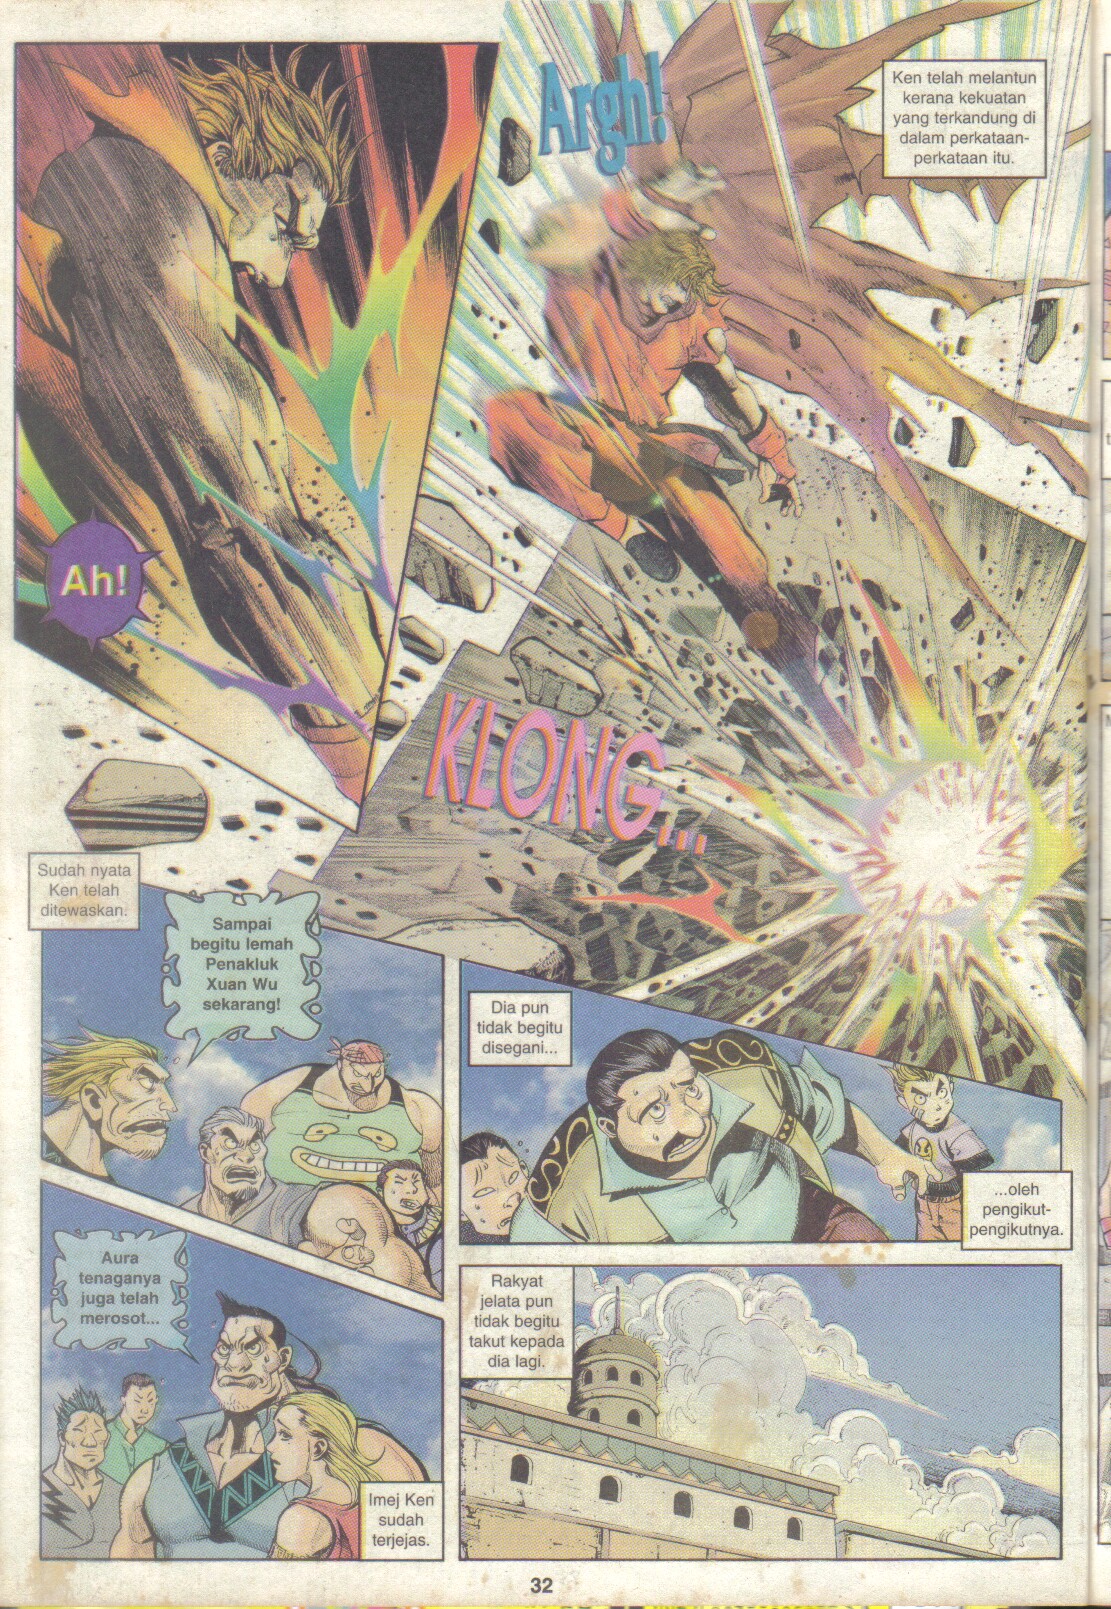 Argh!
Ken telah melantun
kerana kekuatan
yang terkandung di
dalam perkataan-
perkataan itu.
Ah!
KLONG...
Sudah nyata
Ken telah
ditewaskan.
Sampai
begitu lemah
Penakluk
Xuan Wu
sekarang!
Dia pun
tidak begitu
disegani...
...oleh
pengikut-
pengikutnya.
Aura
tenaganya
juga telah
merosot...
Imej Ken
sudah
terjejas.
Rakyat
jelata pun
tidak begitu
takut kepada
dia lagi.
32